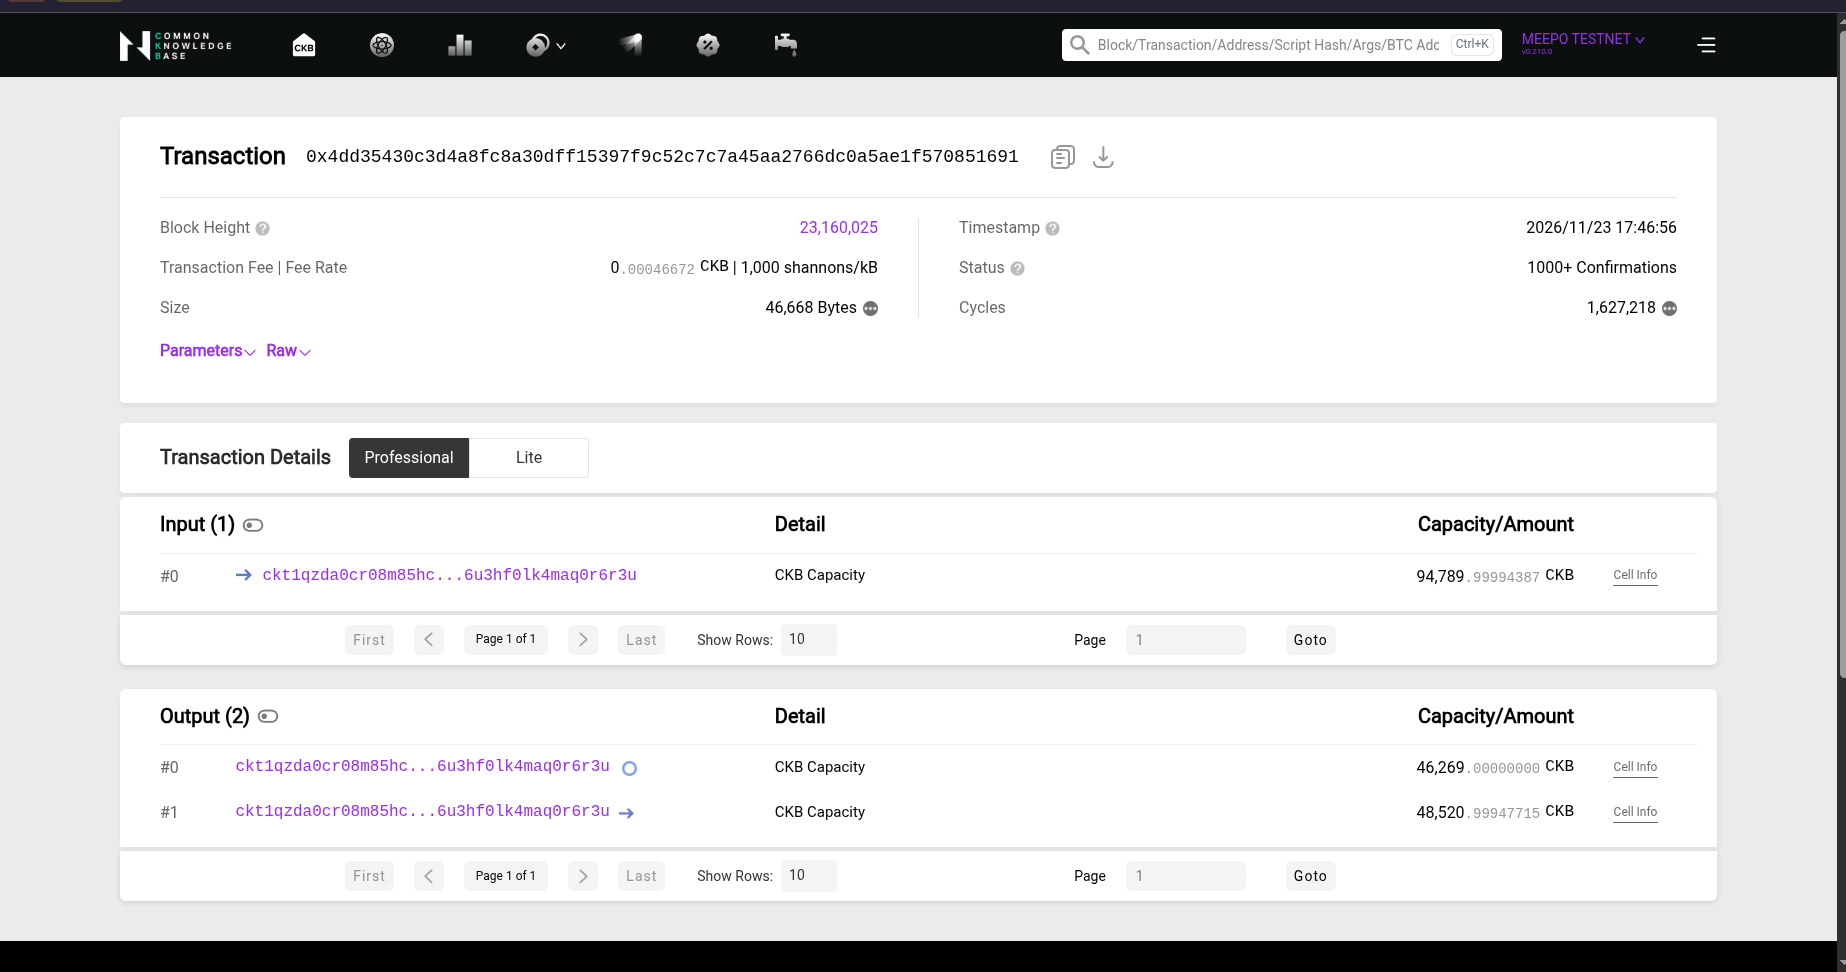 COMMON
KNOWLEDGE
BASE
CKB
Block/Transaction/Address/Script Hash/Args/BTC Adc
Ctrl+K
MEEPO TESTNET
v0.210.0
Transaction 0x4dd35430c3d4a8fc8a30dff15397f9c52c7c7a45aa2766dc0a5ae1f570851691
Block Height ? 23,160,025
Timestamp ? 2026/11/23 17:46:56
Transaction Fee | Fee Rate 0.00046672 CKB | 1,000 shannons/kB
Status ? 1000+ Confirmations
Size 46,668 Bytes
Cycles 1,627,218
Parameters Raw
Transaction Details Professional Lite
Input (1) Detail Capacity/Amount
#0 ckt1qzda0cr08m85hc...6u3hf0lk4maq0r6r3u CKB Capacity 94,789.99994387 CKB Cell Info
First Page 1 of 1 Last Show Rows: 10 Page 1 Goto
Output (2) Detail Capacity/Amount
#0 ckt1qzda0cr08m85hc...6u3hf0lk4maq0r6r3u CKB Capacity 46,269.00000000 CKB Cell Info
#1 ckt1qzda0cr08m85hc...6u3hf0lk4maq0r6r3u CKB Capacity 48,520.99947715 CKB Cell Info
First Page 1 of 1 Last Show Rows: 10 Page 1 Goto